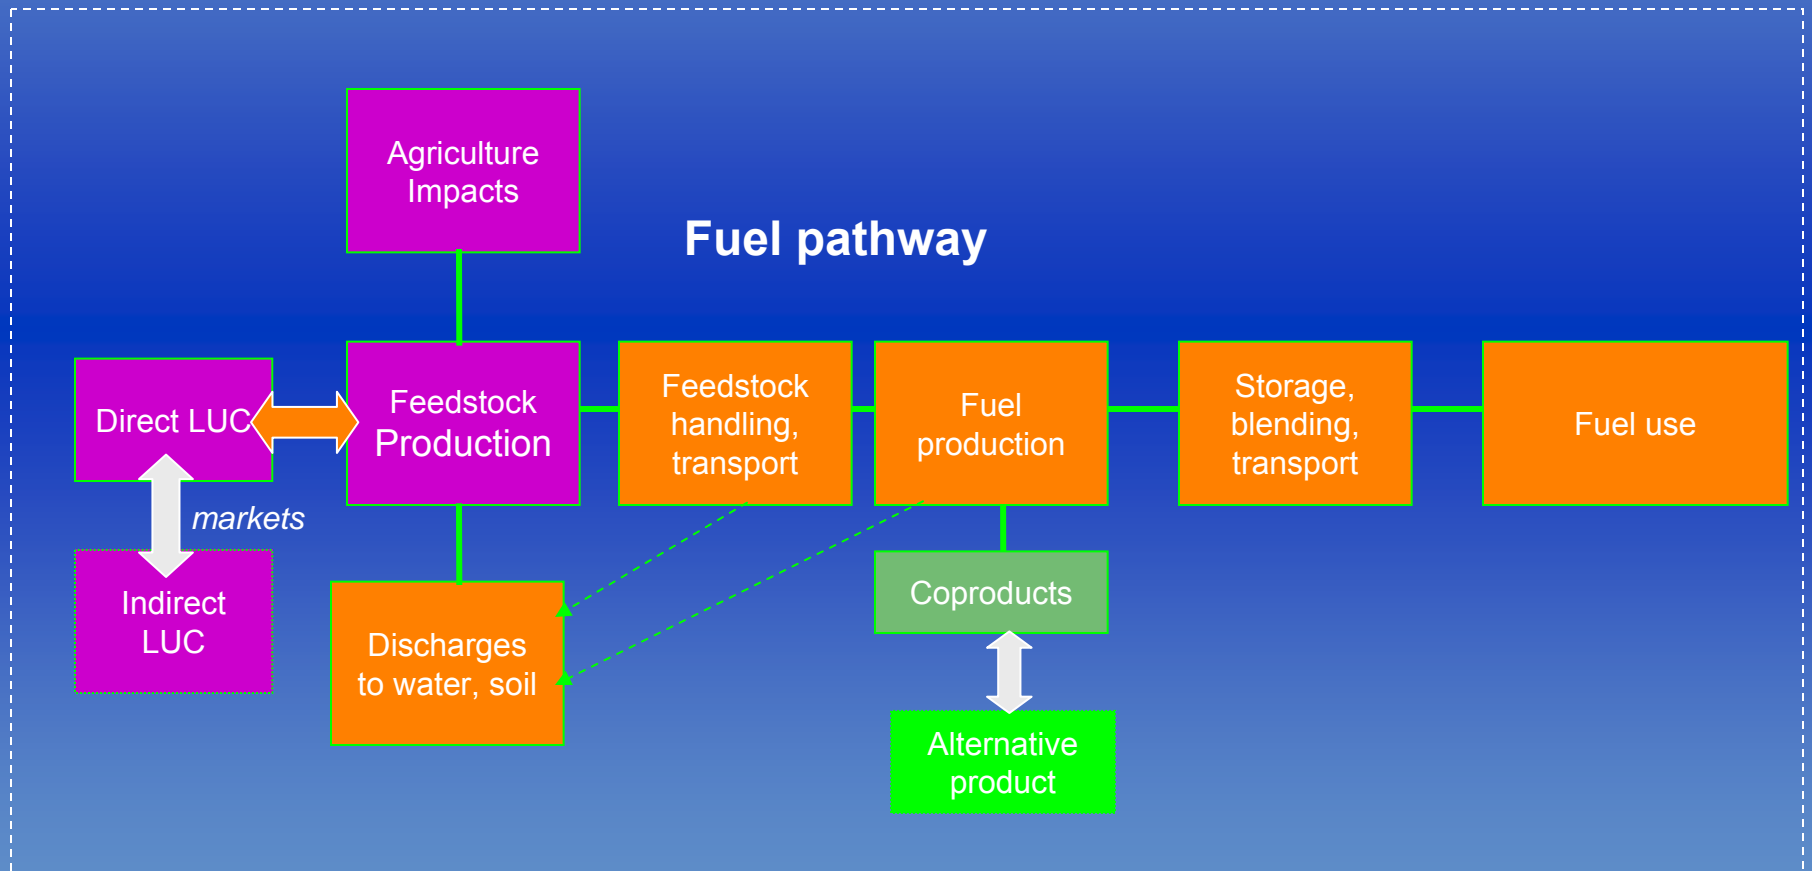 Agriculture
Impacts
Fuel pathway
Direct LUC
Feedstock
Production
Feedstock
handling,
transport
Fuel
production
Storage,
blending,
transport
Fuel use
markets
Indirect
LUC
Discharges
to water, soil
Coproducts
Alternative
product